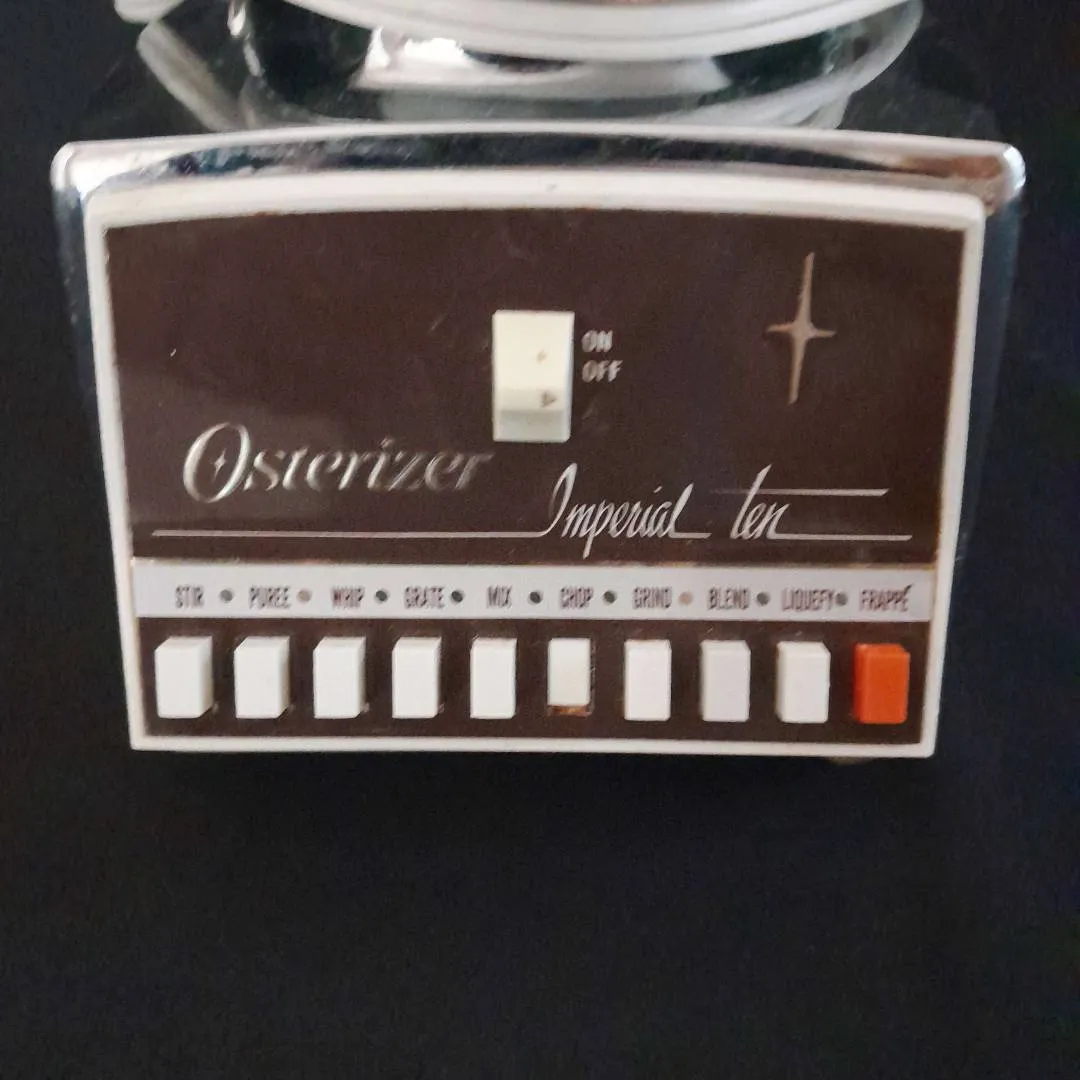 ON
OFF
Osterizer
Imperial ten
STIR • PUREE • WHIP • GRATE • MIX • CHOP • GRIND • BLEND • LIQUEFY • FRAPPÉ